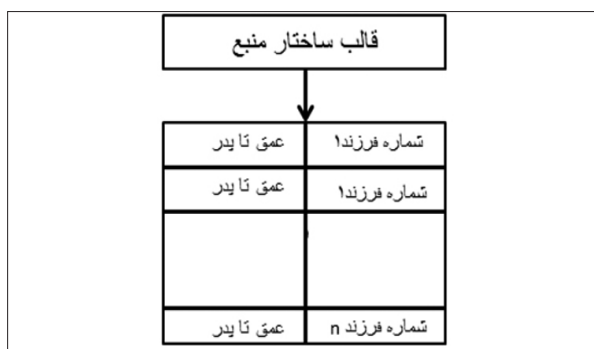 قالب ساختار منبع
شماره فرزند۱ عمق تا پدر
شماره فرزند۱ عمق تا پدر
شماره فرزند n عمق تا پدر